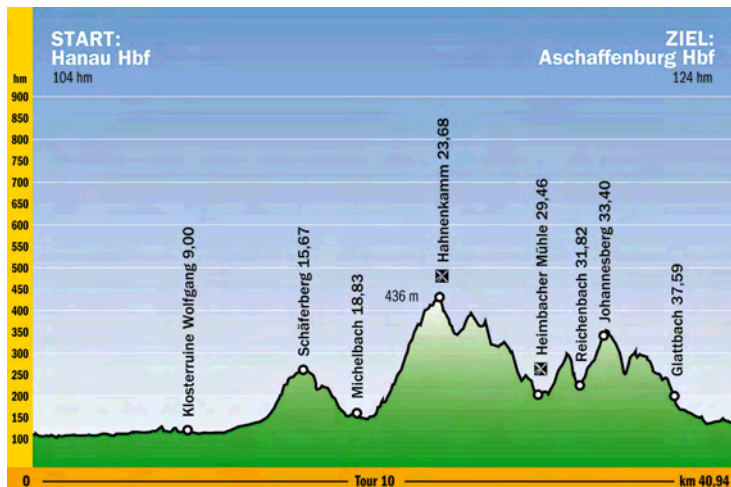 START:
Hanau Hbf
104 hm
ZIEL:
Aschaffenburg Hbf
124 hm
hm
900
850
800
750
700
650
600
550
500
450
400
350
300
250
200
150
100
Klosterruine Wolfgang 9,00
Schäferberg 15,67
Michelbach 18,83
436 m
Hahnenkamm 23,68
Heimbacher Mühle 29,46
Reichenbach 31,82
Johannesberg 33,40
Glattbach 37,59
0
Tour 10
km 40,94